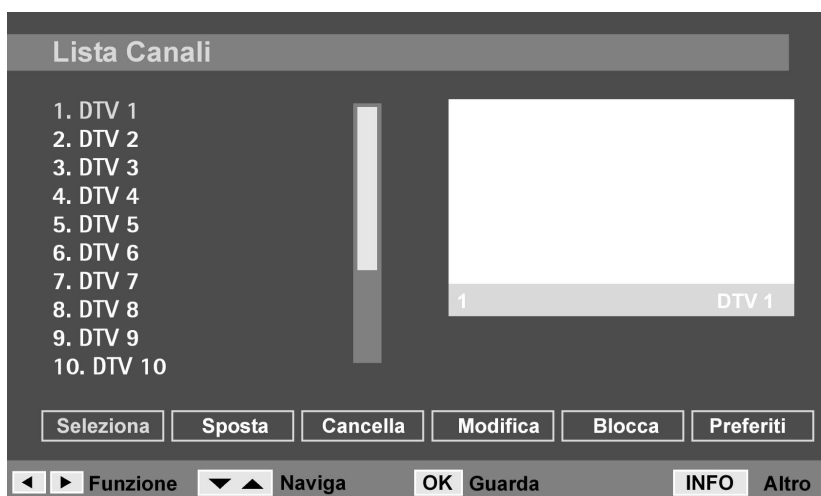 Lista Canali
1. DTV 1
2. DTV 2
3. DTV 3
4. DTV 4
5. DTV 5
6. DTV 6
7. DTV 7
8. DTV 8
9. DTV 9
10. DTV 10
1 DTV 1
Seleziona Sposta Cancella Modifica Blocca Preferiti
Funzione Naviga OK Guarda INFO Altro